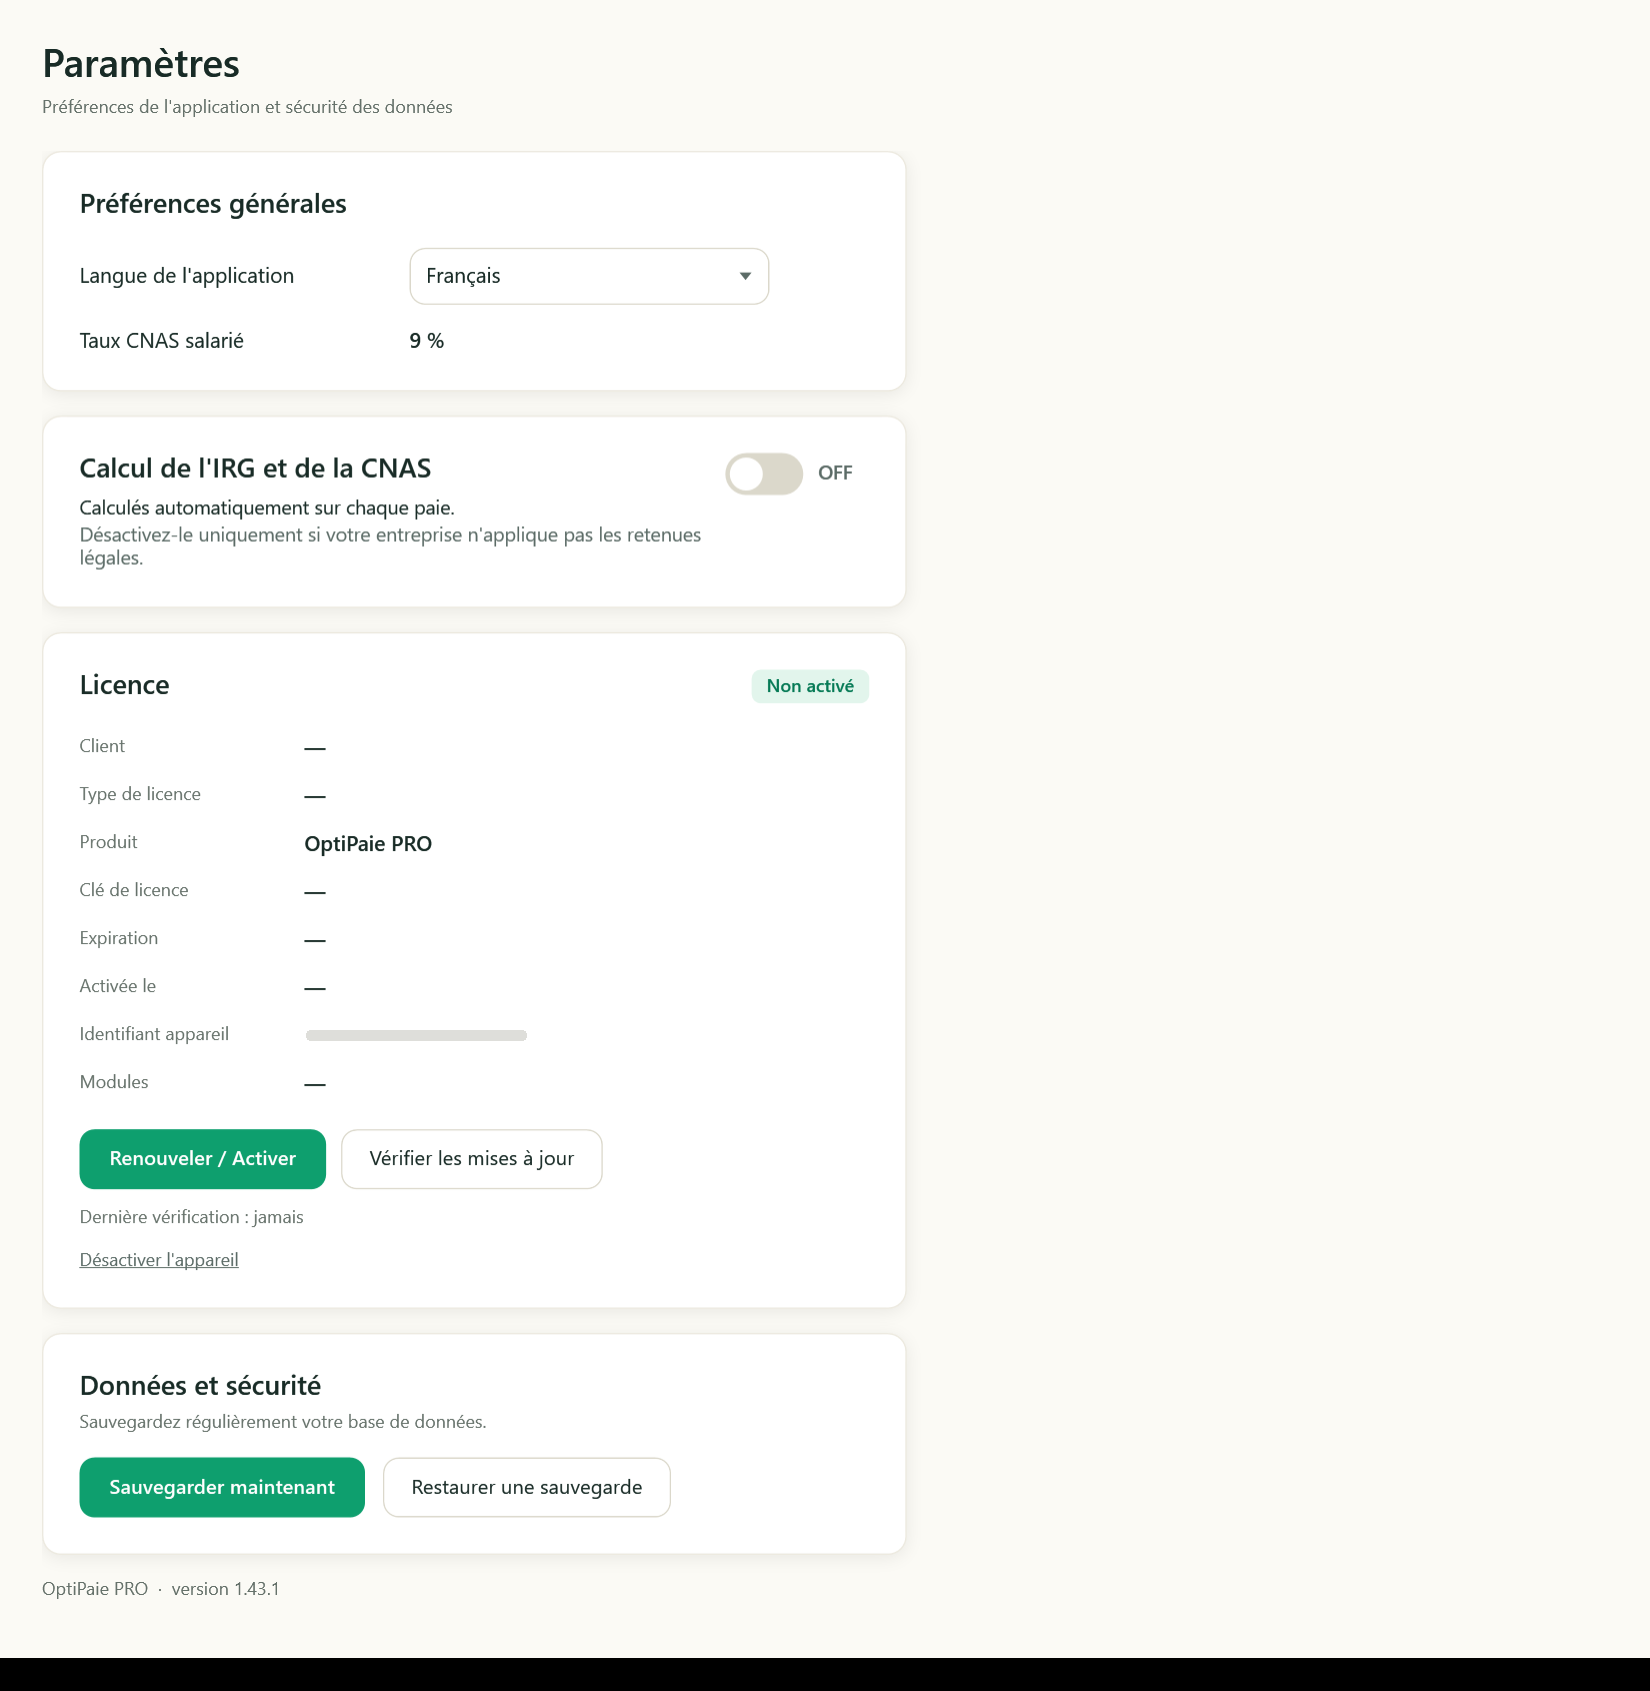 Paramètres
Préférences de l'application et sécurité des données
Préférences générales
Langue de l'application
Français
Taux CNAS salarié
9 %
Calcul de l'IRG et de la CNAS
OFF
Calculés automatiquement sur chaque paie.
Désactivez-le uniquement si votre entreprise n'applique pas les retenues
légales.
Licence
Non activé
Client
—
Type de licence
—
Produit
OptiPaie PRO
Clé de licence
—
Expiration
—
Activée le
—
Identifiant appareil
Modules
—
Renouveler / Activer
Vérifier les mises à jour
Dernière vérification : jamais
Désactiver l'appareil
Données et sécurité
Sauvegardez régulièrement votre base de données.
Sauvegarder maintenant
Restaurer une sauvegarde
OptiPaie PRO · version 1.43.1